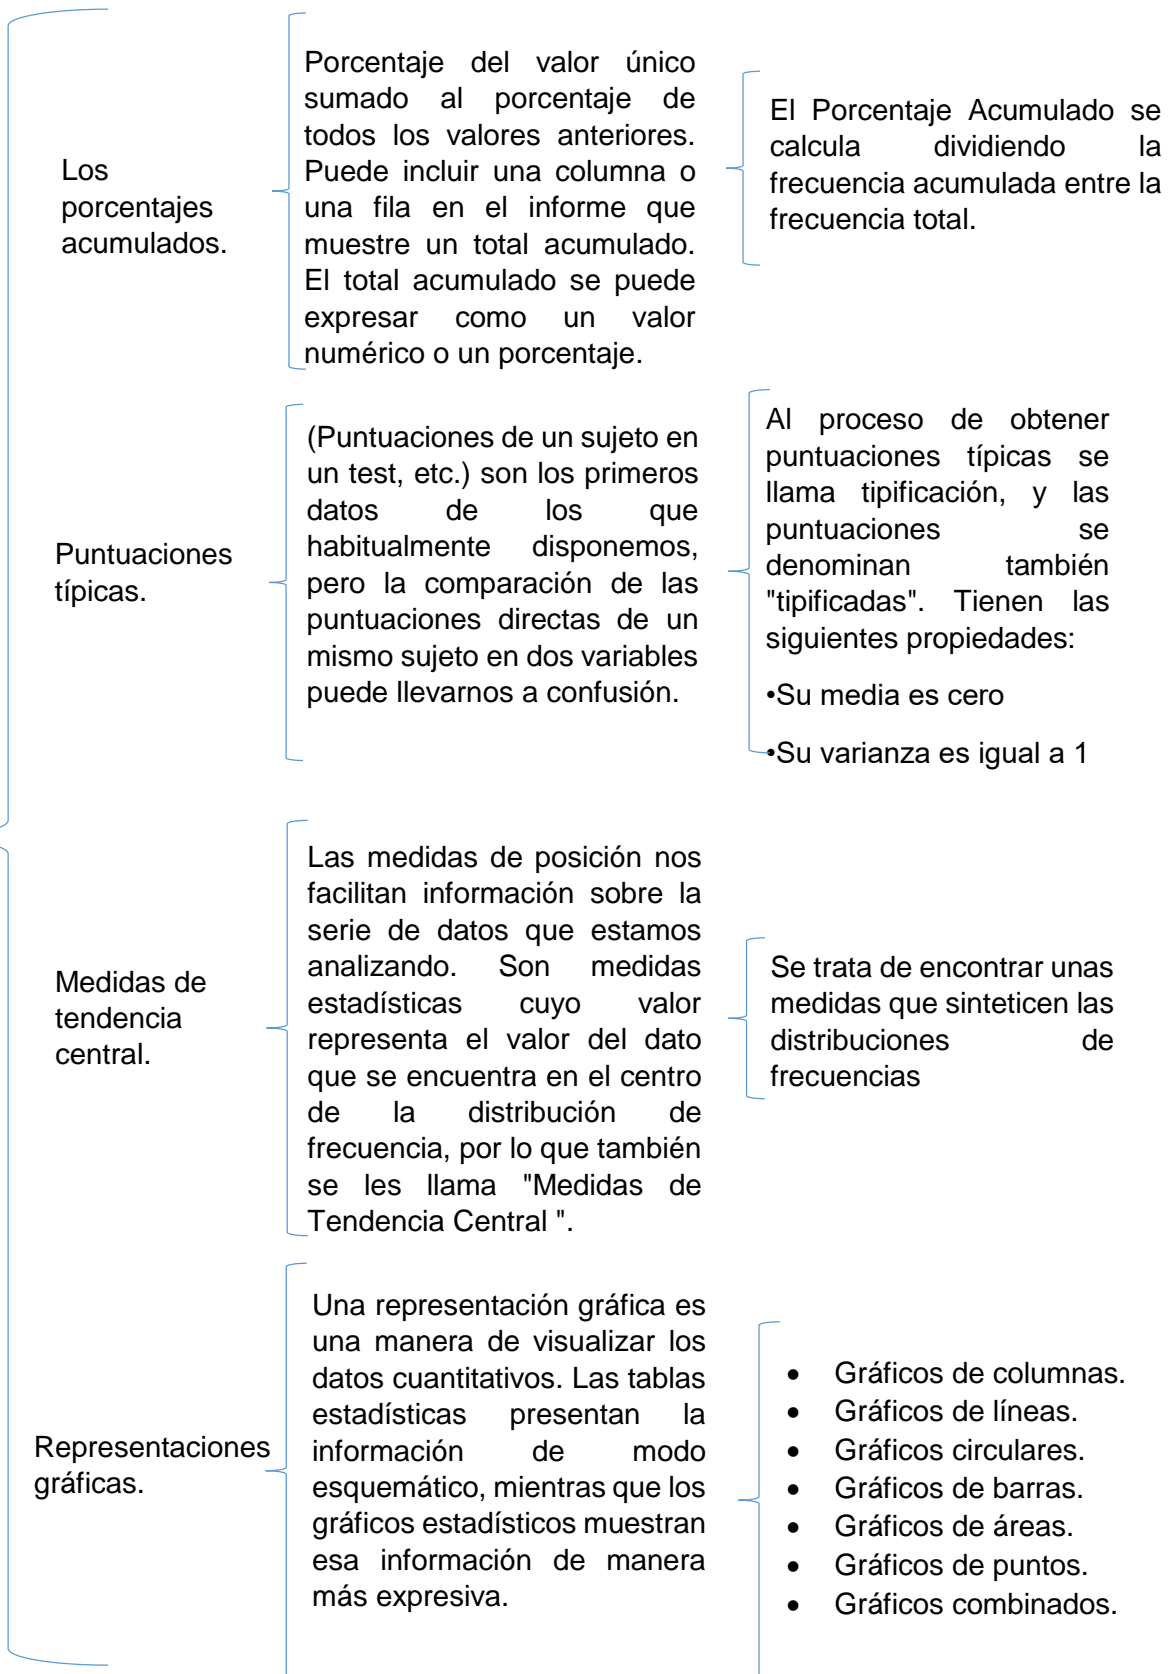 Los
porcentajes
acumulados.
Porcentaje del valor único
sumado al porcentaje de
todos los valores anteriores.
Puede incluir una columna o
una fila en el informe que
muestre un total acumulado.
El total acumulado se puede
expresar como un valor
numérico o un porcentaje.
El Porcentaje Acumulado se
calcula dividiendo la
frecuencia acumulada entre la
frecuencia total.
Puntuaciones
típicas.
(Puntuaciones de un sujeto en
un test, etc.) son los primeros
datos de los que
habitualmente disponemos,
pero la comparación de las
puntuaciones directas de un
mismo sujeto en dos variables
puede llevarnos a confusión.
Al proceso de obtener
puntuaciones típicas se
llama tipificación, y las
puntuaciones se
denominan también
"tipificadas". Tienen las
siguientes propiedades:
•Su media es cero
•Su varianza es igual a 1
Medidas de
tendencia
central.
Las medidas de posición nos
facilitan información sobre la
serie de datos que estamos
analizando. Son medidas
estadísticas cuyo valor
representa el valor del dato
que se encuentra en el centro
de la distribución de
frecuencia, por lo que también
se les llama "Medidas de
Tendencia Central ".
Se trata de encontrar unas
medidas que sinteticen las
distribuciones de
frecuencias
Representaciones
gráficas.
Una representación gráfica es
una manera de visualizar los
datos cuantitativos. Las tablas
estadísticas presentan la
información de modo
esquemático, mientras que los
gráficos estadísticos muestran
esa información de manera
más expresiva.
• Gráficos de columnas.
• Gráficos de líneas.
• Gráficos circulares.
• Gráficos de barras.
• Gráficos de áreas.
• Gráficos de puntos.
• Gráficos combinados.